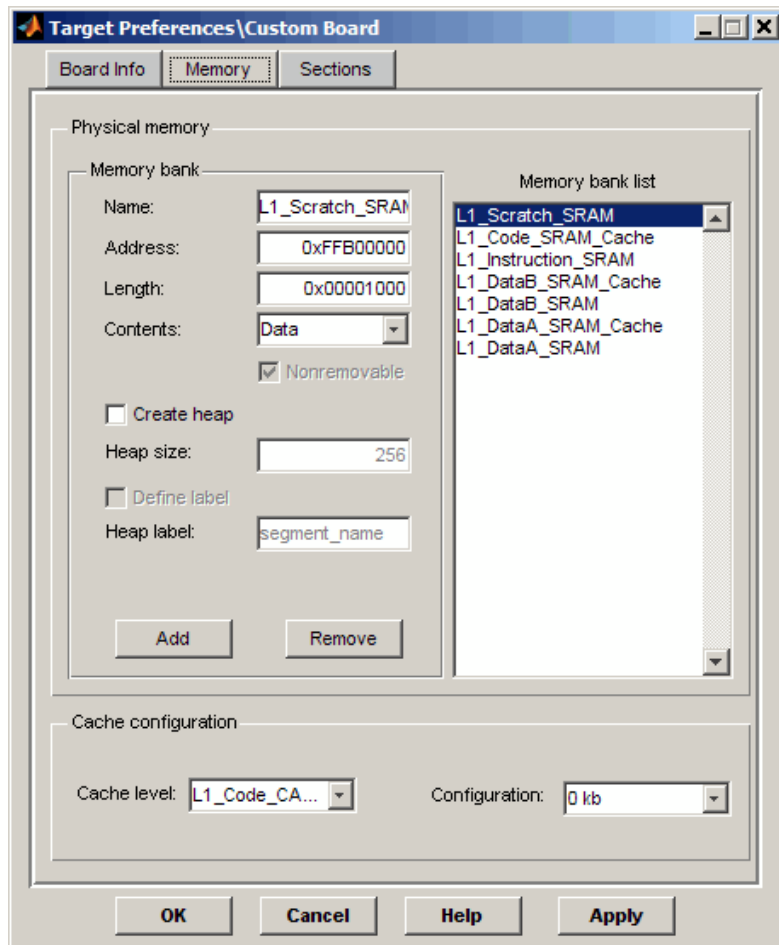 Target Preferences\Custom Board
Board Info Memory Sections
Physical memory
Memory bank
Name: L1_Scratch_SRAM
Address: 0xFFB00000
Length: 0x00001000
Contents: Data
Nonremovable
Create heap
Heap size: 256
Define label
Heap label: segment_name
Add Remove
Memory bank list
L1_Scratch_SRAM
L1_Code_SRAM_Cache
L1_Instruction_SRAM
L1_DataB_SRAM_Cache
L1_DataB_SRAM
L1_DataA_SRAM_Cache
L1_DataA_SRAM
Cache configuration
Cache level: L1_Code_CA... Configuration: 0 kb
OK Cancel Help Apply